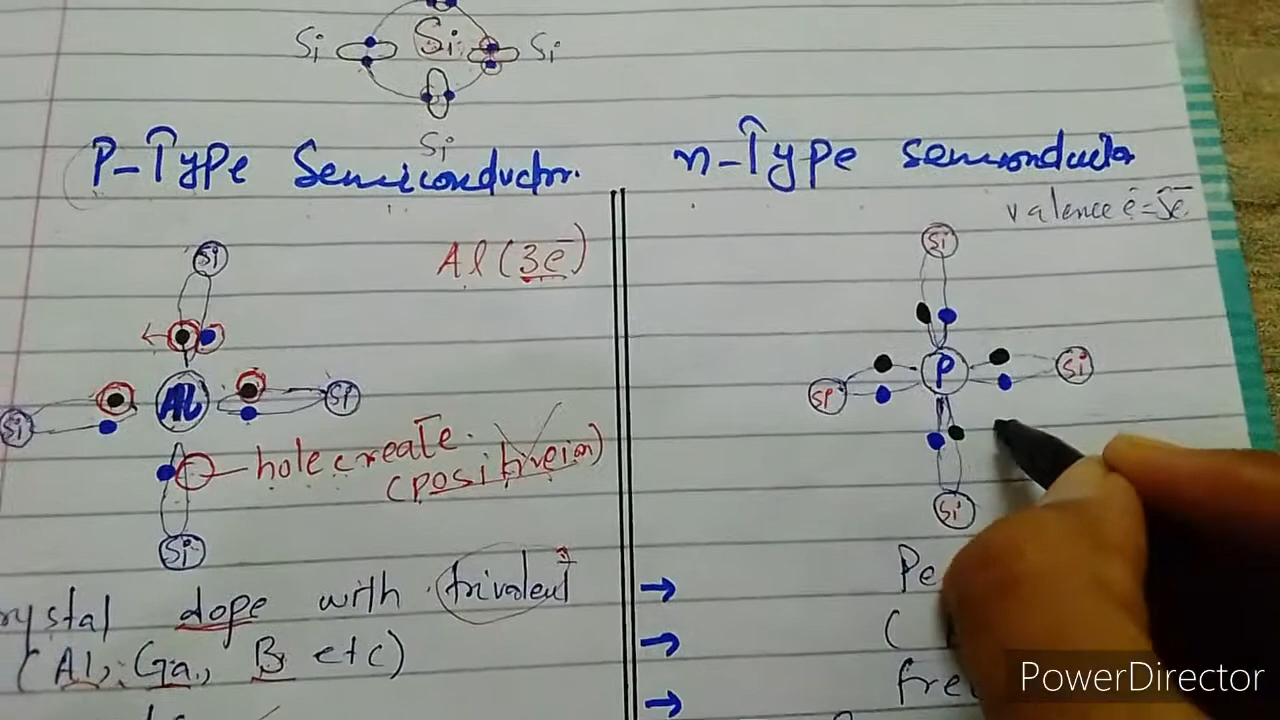 Si Si Si
Si
P-Type Semiconductor.
n-Type semiconductor
valence e̅ = 5e̅
Si
Al (3e̅)
Si
Al
Si
Si
hole create.
(positive ion)
Si
P
Si
Si
Si
dope with trivalent
(Al, Ga, B etc)
→ Pe
→ (
→ fre
PowerDirector